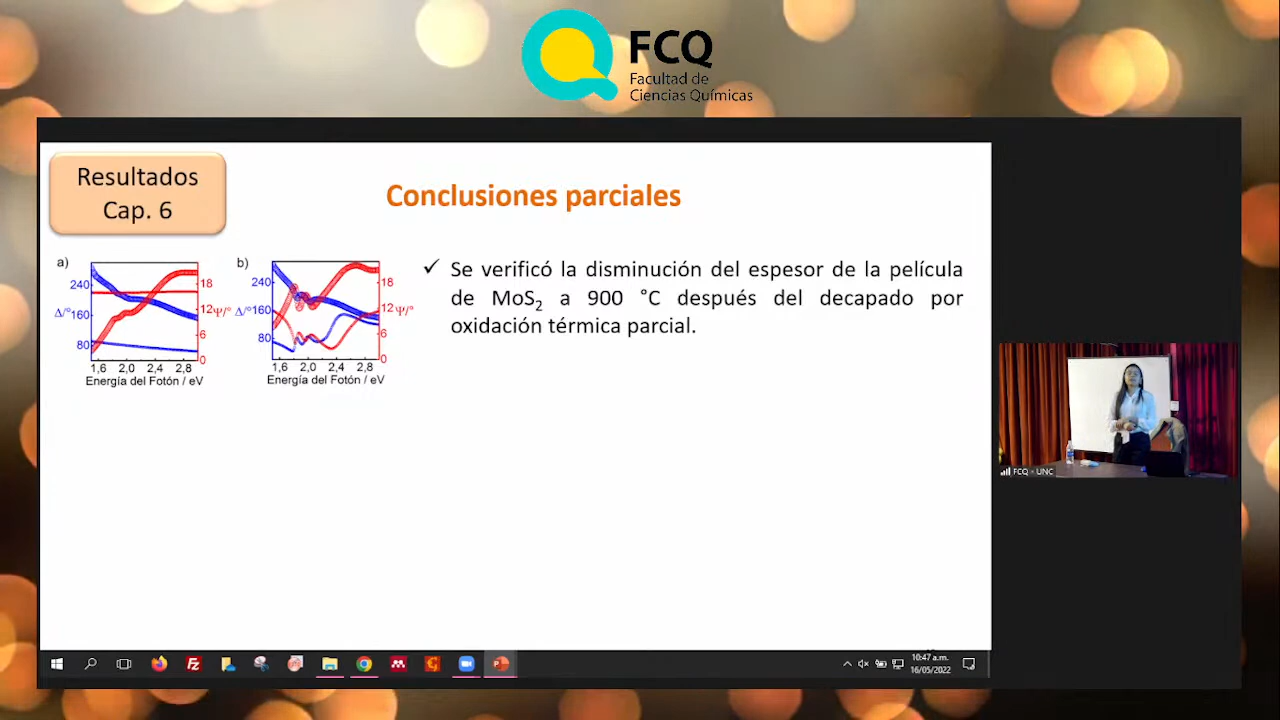 FCQ
Facultad de
Ciencias Químicas
Resultados
Cap. 6
Conclusiones parciales
a)
240
160
80
Δ/°
18
12
6
0
Ψ/°
1,6 2,0 2,4 2,8
Energía del Fotón / eV
b)
240
160
80
Δ/°
18
12
6
0
Ψ/°
1,6 2,0 2,4 2,8
Energía del Fotón / eV
✓ Se verificó la disminución del espesor de la película
de MoS₂ a 900 °C después del decapado por
oxidación térmica parcial.
FCQ - UNC
10:47 a.m.
16/05/2022